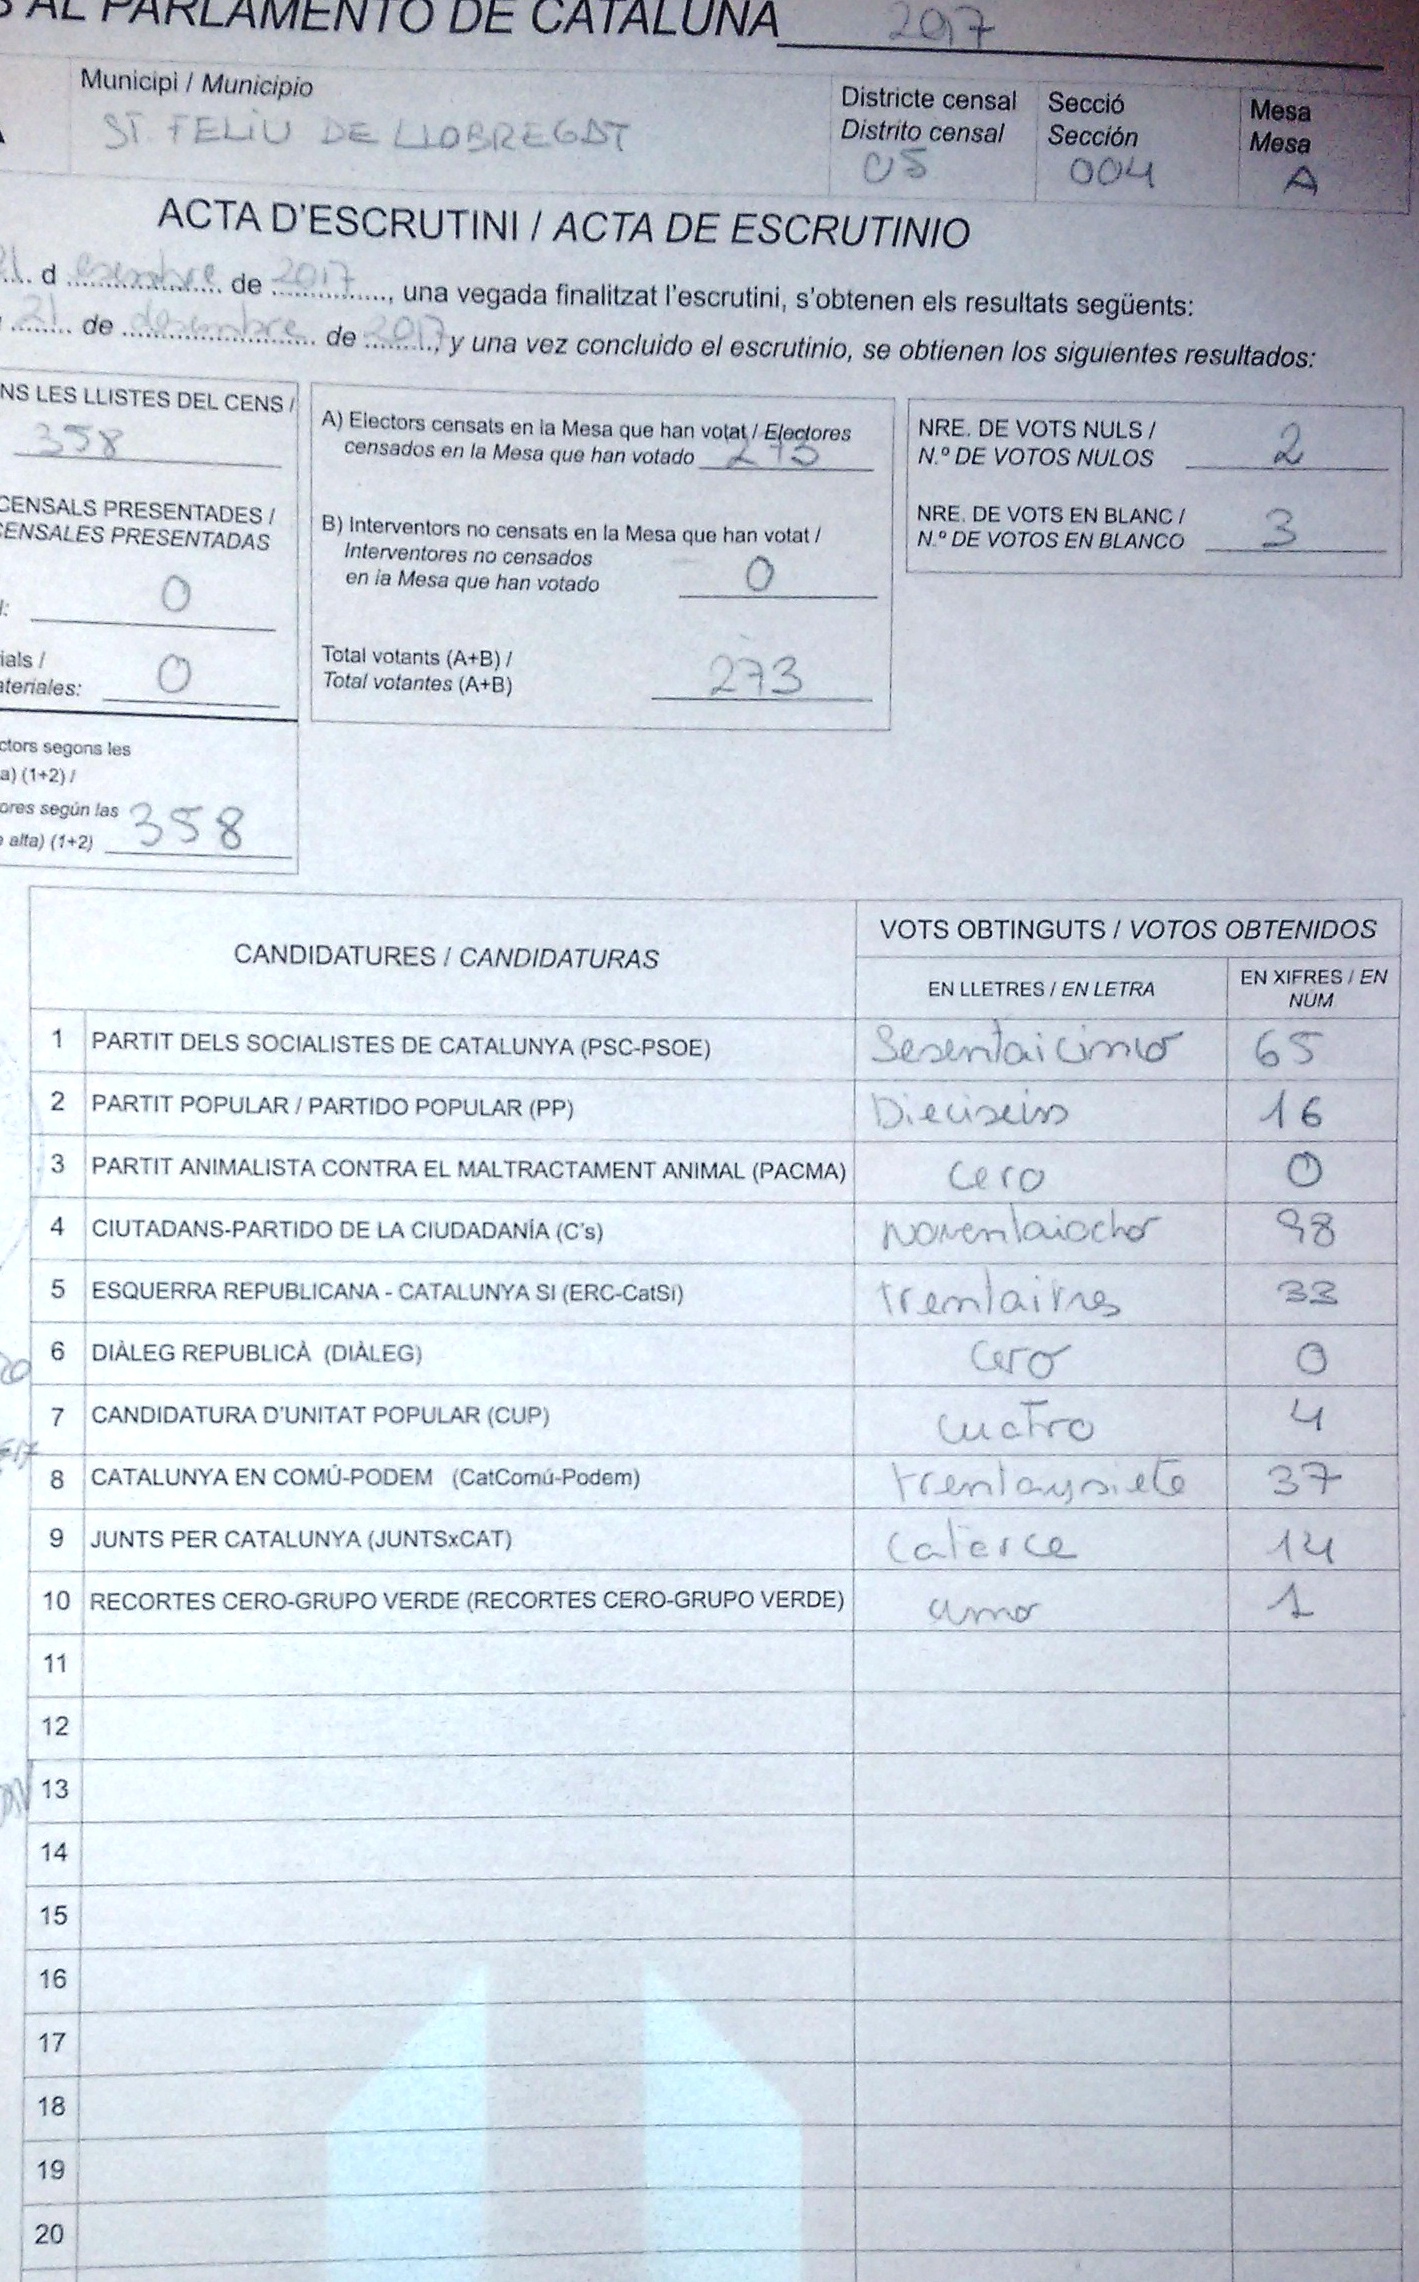 S AL PARLAMENTO DE CATALUÑA 2017
Municipi / Municipio
ST. FELIU DE LLOBREGAT
Districte censal
Distrito censal
05
Secció
Sección
004
Mesa
Mesa
A
ACTA D'ESCRUTINI / ACTA DE ESCRUTINIO
21 d esembre de 2017, una vegada finalitzat l'escrutini, s'obtenen els resultats següents:
21 de desembre de 2017, y una vez concluido el escrutinio, se obtienen los siguientes resultados:
NS LES LLISTES DEL CENS /
358
CENSALS PRESENTADES /
CENSALES PRESENTADAS
0
ials /
ateriales: 0
ctors segons les
a) (1+2) /
ores según las
alta) (1+2) 358
A) Electors censats en la Mesa que han votat / Electores
censados en la Mesa que han votado 273
B) Interventors no censats en la Mesa que han votat /
Interventores no censados
en la Mesa que han votado 0
Total votants (A+B) /
Total votantes (A+B) 273
NRE. DE VOTS NULS /
N.º DE VOTOS NULOS 2
NRE. DE VOTS EN BLANC /
N.º DE VOTOS EN BLANCO 3
CANDIDATURES / CANDIDATURAS
VOTS OBTINGUTS / VOTOS OBTENIDOS
EN LLETRES / EN LETRA
EN XIFRES / EN
NÚM
1 PARTIT DELS SOCIALISTES DE CATALUNYA (PSC-PSOE) Sesentaicinco 65
2 PARTIT POPULAR / PARTIDO POPULAR (PP) Dieciseis 16
3 PARTIT ANIMALISTA CONTRA EL MALTRACTAMENT ANIMAL (PACMA) cero 0
4 CIUTADANS-PARTIDO DE LA CIUDADANÍA (C's) noventaiocho 98
5 ESQUERRA REPUBLICANA - CATALUNYA SI (ERC-CatSí) trentaitres 33
6 DIÀLEG REPUBLICÀ (DIÀLEG) cero 0
7 CANDIDATURA D'UNITAT POPULAR (CUP) cuatro 4
8 CATALUNYA EN COMÚ-PODEM (CatComú-Podem) trentaysiete 37
9 JUNTS PER CATALUNYA (JUNTSxCAT) catorce 14
10 RECORTES CERO-GRUPO VERDE (RECORTES CERO-GRUPO VERDE) uno 1
11
12
13
14
15
16
17
18
19
20